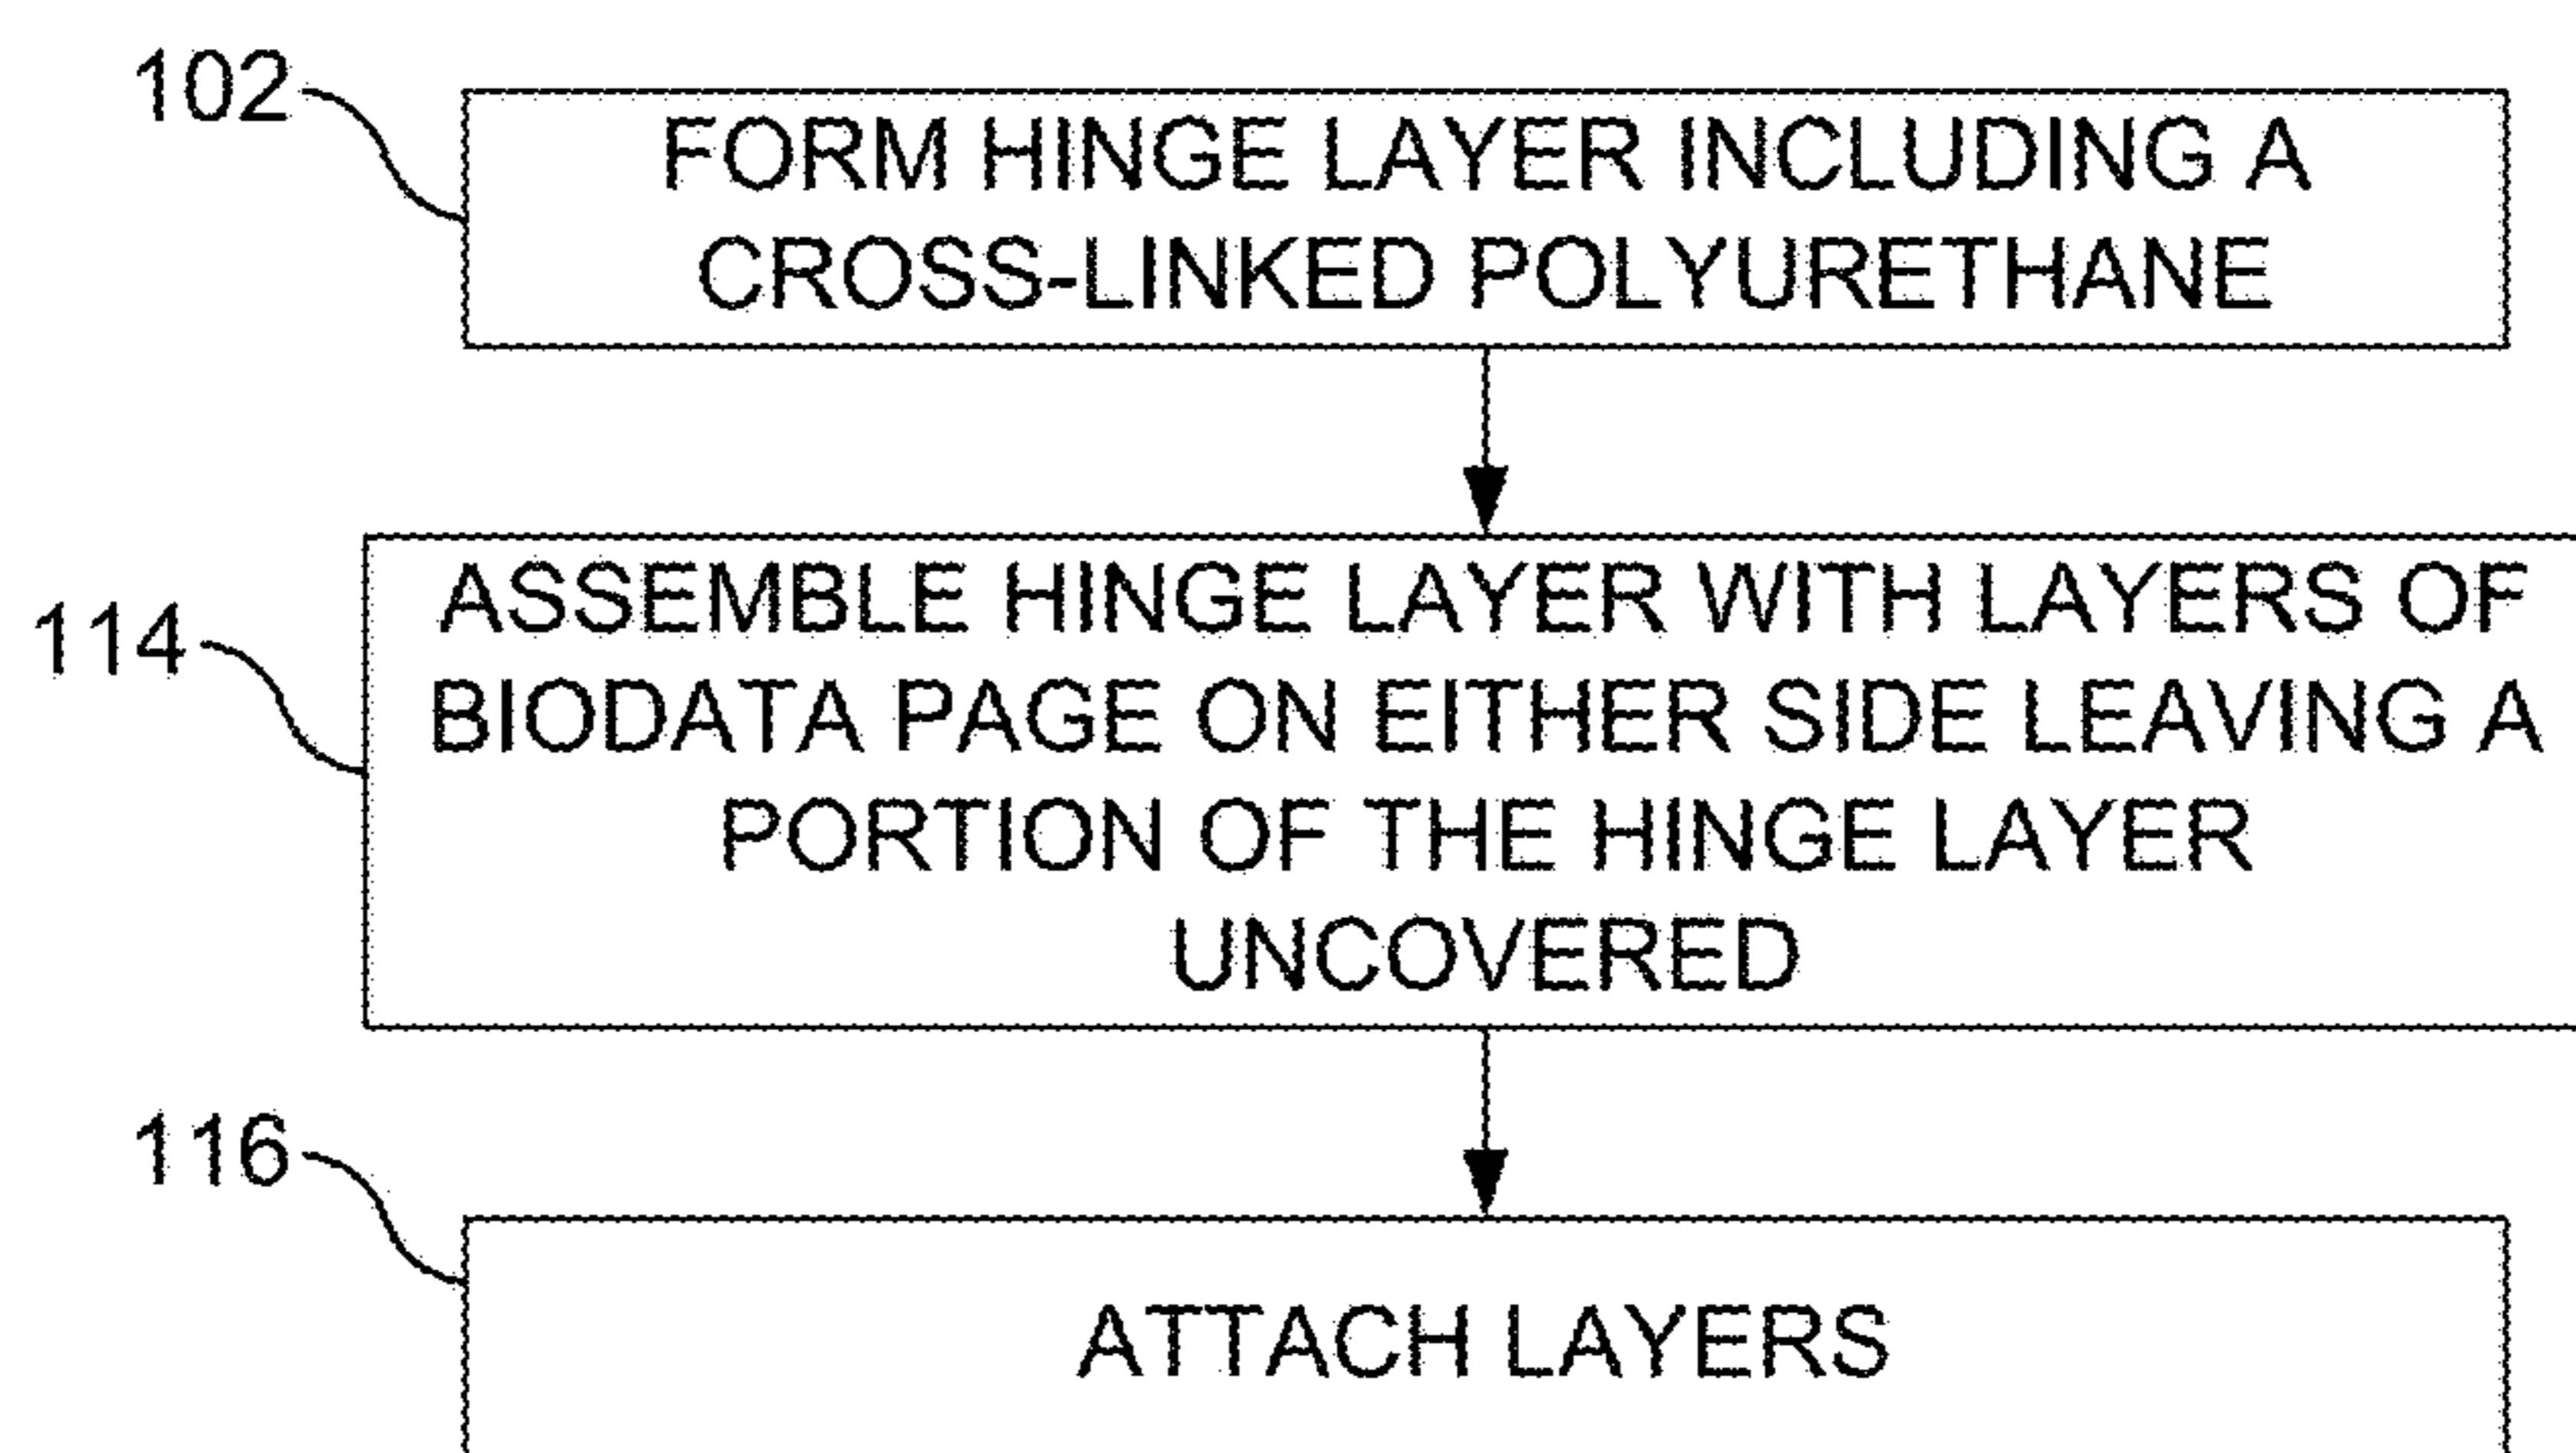 102
FORM HINGE LAYER INCLUDING A
CROSS-LINKED POLYURETHANE
114
ASSEMBLE HINGE LAYER WITH LAYERS OF
BIODATA PAGE ON EITHER SIDE LEAVING A
PORTION OF THE HINGE LAYER
UNCOVERED
116
ATTACH LAYERS